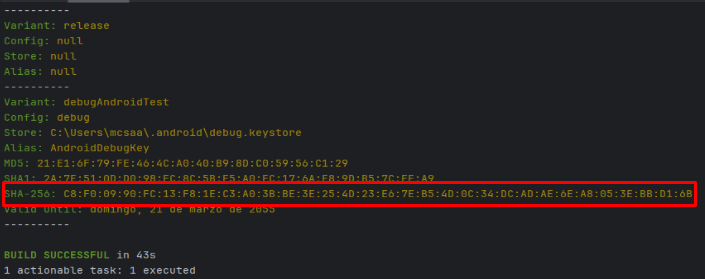 ----------
Variant: release
Config: null
Store: null
Alias: null
----------
Variant: debugAndroidTest
Config: debug
Store: C:\Users\mcsaa\.android\debug.keystore
Alias: AndroidDebugKey
MD5: 21:E1:6F:79:FE:46:4C:A0:40:B9:8D:C0:59:56:C1:29
SHA1: 2A:7E:51:0D:D0:98:EC:8C:5B:F5:A0:EC:17:6A:F8:9D:B5:7C:EE:A9
SHA-256: C8:F0:09:90:FC:13:F8:1E:C3:A0:3B:BE:3E:25:4D:23:E6:7E:B5:4D:0C:34:DC:AD:AE:6E:A8:05:3E:BB:D1:6B
Valid until: domingo, 21 de marzo de 2055
----------
BUILD SUCCESSFUL in 43s
1 actionable task: 1 executed